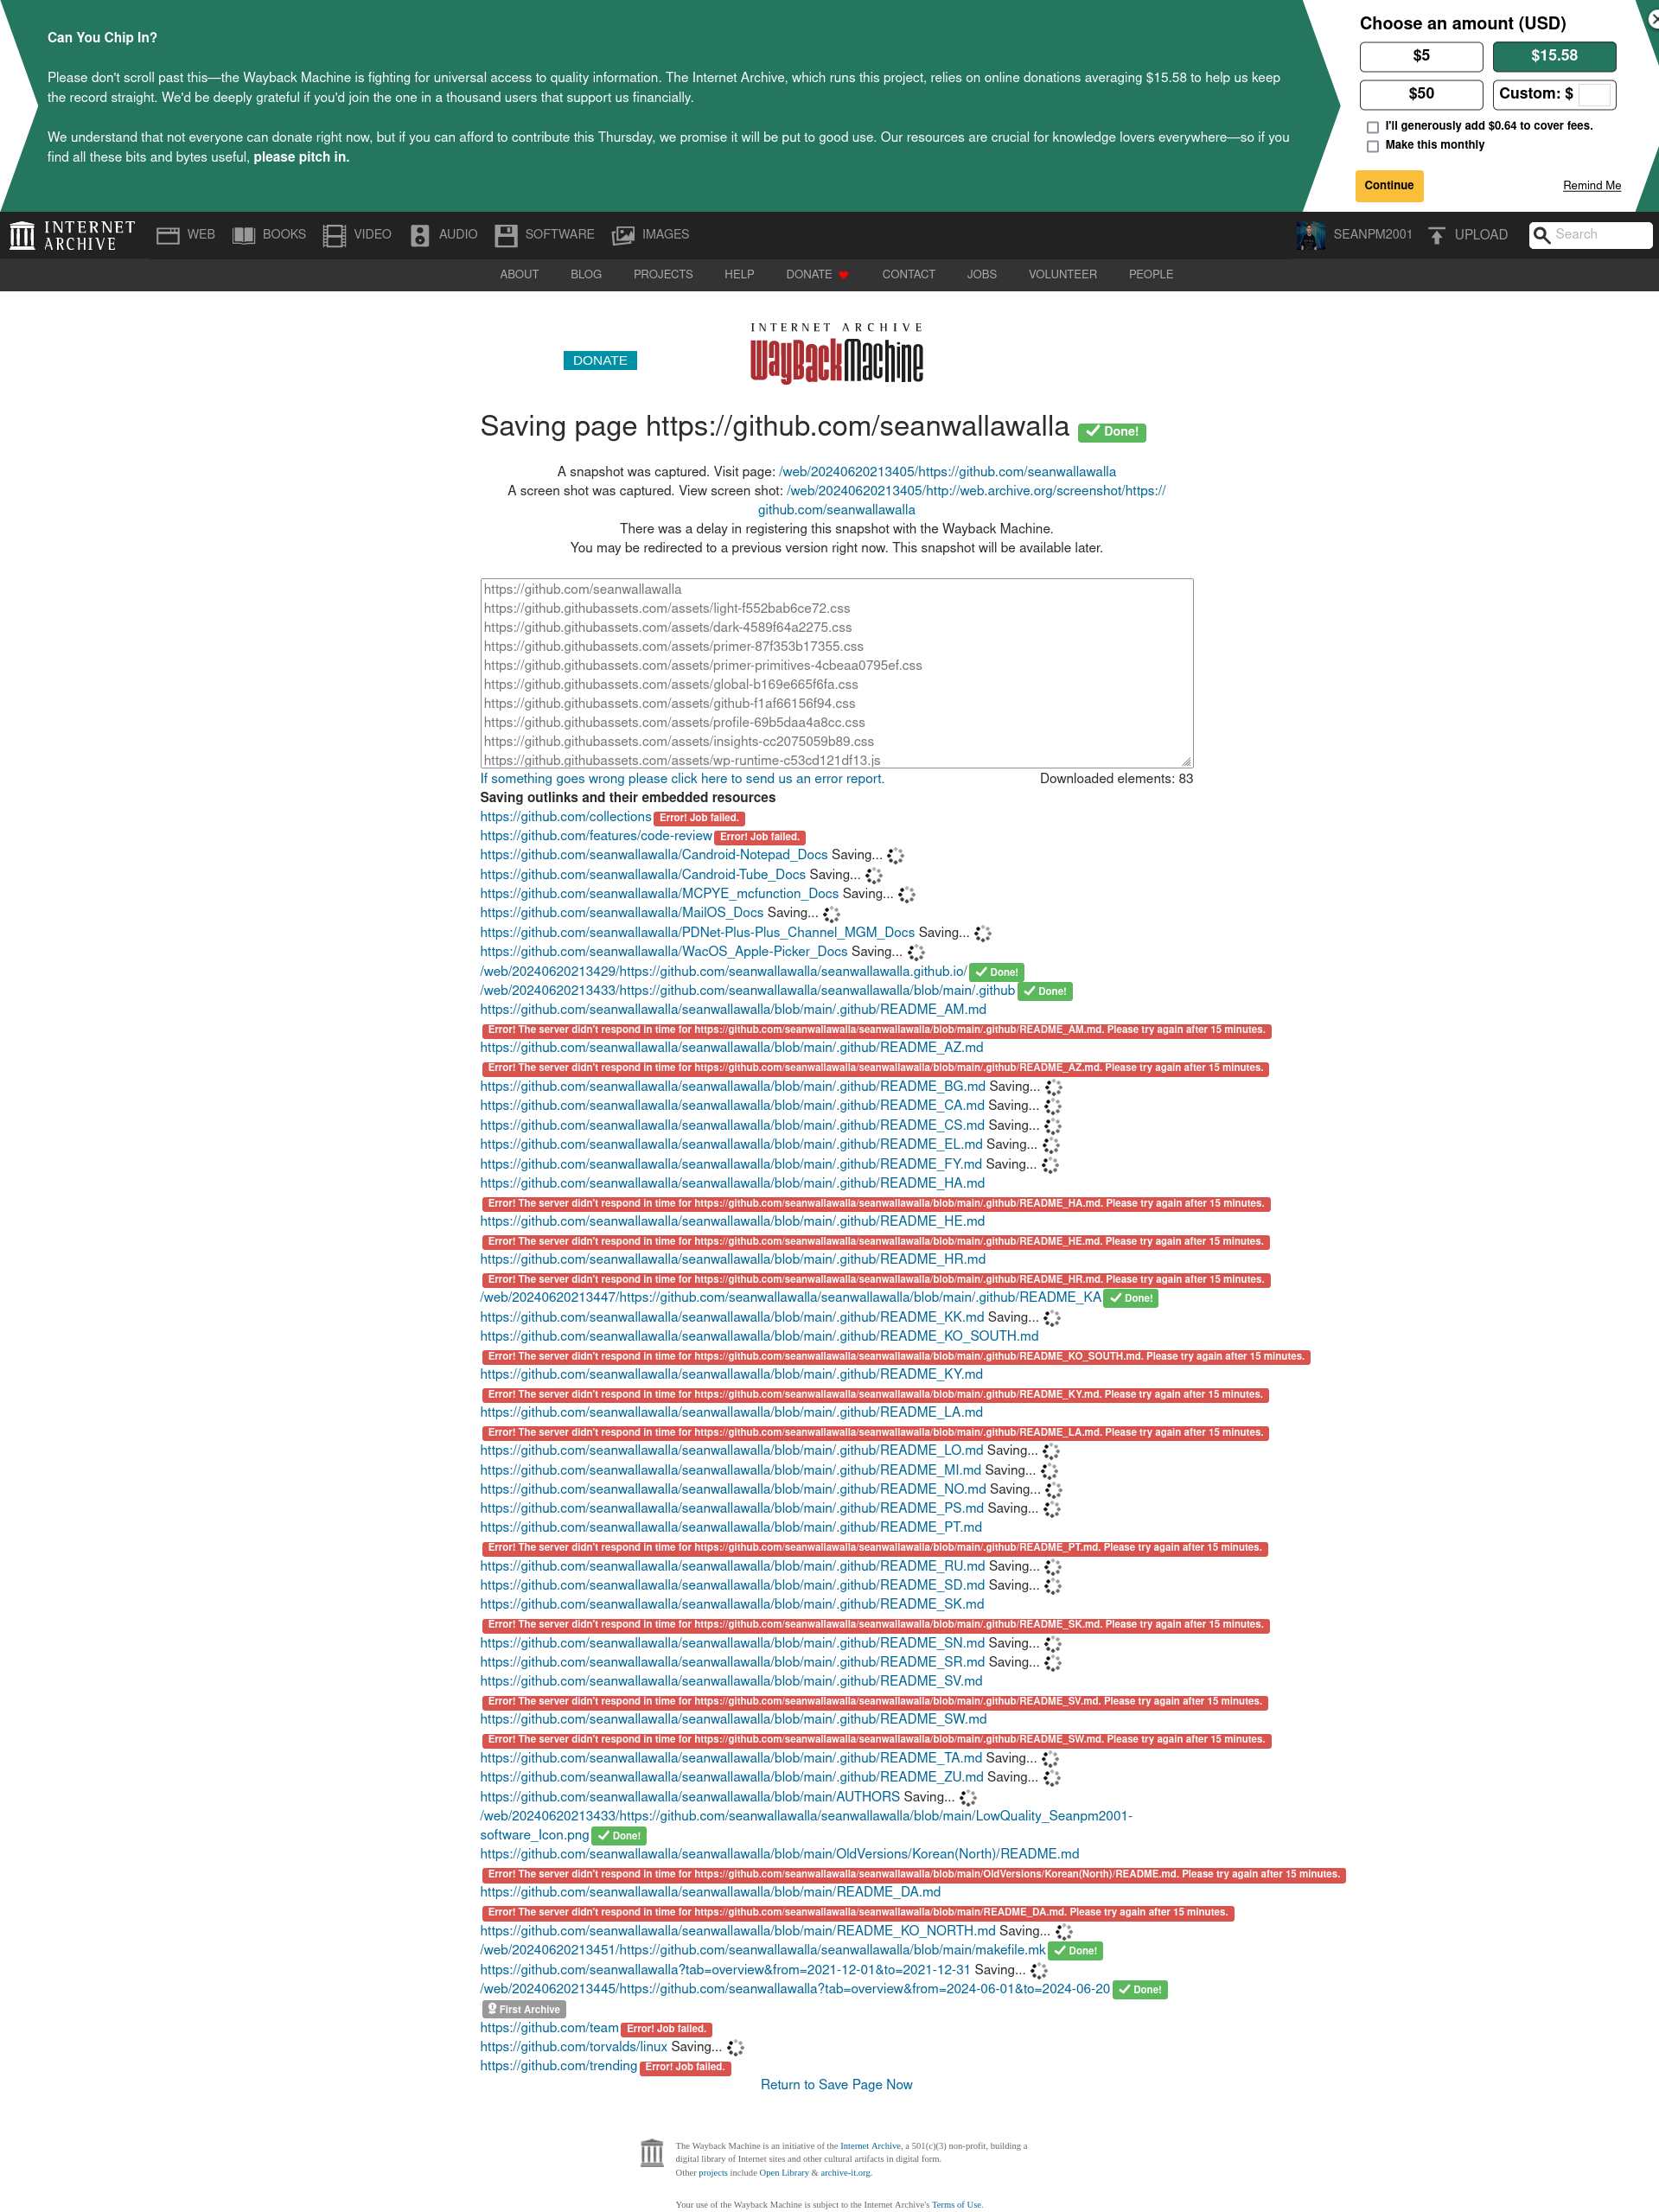 Can You Chip In?
Please don't scroll past this—the Wayback Machine is fighting for universal access to quality information. The Internet Archive, which runs this project, relies on online donations averaging $15.58 to help us keep
the record straight. We'd be deeply grateful if you'd join the one in a thousand users that support us financially.
We understand that not everyone can donate right now, but if you can afford to contribute this Thursday, we promise it will be put to good use. Our resources are crucial for knowledge lovers everywhere—so if you
find all these bits and bytes useful, please pitch in.
Choose an amount (USD)
$5 $15.58
$50 Custom: $
I'll generously add $0.64 to cover fees.
Make this monthly
Continue Remind Me
INTERNET ARCHIVE WEB BOOKS VIDEO AUDIO SOFTWARE IMAGES SEANPM2001 UPLOAD Search
ABOUT BLOG PROJECTS HELP DONATE CONTACT JOBS VOLUNTEER PEOPLE
DONATE
INTERNET ARCHIVE
WayBackMachine
Saving page https://github.com/seanwallawalla Done!
A snapshot was captured. Visit page: /web/20240620213405/https://github.com/seanwallawalla
A screen shot was captured. View screen shot: /web/20240620213405/http://web.archive.org/screenshot/https://
github.com/seanwallawalla
There was a delay in registering this snapshot with the Wayback Machine.
You may be redirected to a previous version right now. This snapshot will be available later.
https://github.com/seanwallawalla
https://github.githubassets.com/assets/light-f552bab6ce72.css
https://github.githubassets.com/assets/dark-4589f64a2275.css
https://github.githubassets.com/assets/primer-87f353b17355.css
https://github.githubassets.com/assets/primer-primitives-4cbeaa0795ef.css
https://github.githubassets.com/assets/global-b169e665f6fa.css
https://github.githubassets.com/assets/github-f1af66156f94.css
https://github.githubassets.com/assets/profile-69b5daa4a8cc.css
https://github.githubassets.com/assets/insights-cc2075059b89.css
https://github.githubassets.com/assets/wp-runtime-c53cd121df13.js
If something goes wrong please click here to send us an error report. Downloaded elements: 83
Saving outlinks and their embedded resources
https://github.com/collections Error! Job failed.
https://github.com/features/code-review Error! Job failed.
https://github.com/seanwallawalla/Candroid-Notepad_Docs Saving...
https://github.com/seanwallawalla/Candroid-Tube_Docs Saving...
https://github.com/seanwallawalla/MCPYE_mcfunction_Docs Saving...
https://github.com/seanwallawalla/MailOS_Docs Saving...
https://github.com/seanwallawalla/PDNet-Plus-Plus_Channel_MGM_Docs Saving...
https://github.com/seanwallawalla/WacOS_Apple-Picker_Docs Saving...
/web/20240620213429/https://github.com/seanwallawalla/seanwallawalla.github.io/ Done!
/web/20240620213433/https://github.com/seanwallawalla/seanwallawalla/blob/main/.github Done!
https://github.com/seanwallawalla/seanwallawalla/blob/main/.github/README_AM.md
Error! The server didn't respond in time for https://github.com/seanwallawalla/seanwallawalla/blob/main/.github/README_AM.md. Please try again after 15 minutes.
https://github.com/seanwallawalla/seanwallawalla/blob/main/.github/README_AZ.md
Error! The server didn't respond in time for https://github.com/seanwallawalla/seanwallawalla/blob/main/.github/README_AZ.md. Please try again after 15 minutes.
https://github.com/seanwallawalla/seanwallawalla/blob/main/.github/README_BG.md Saving...
https://github.com/seanwallawalla/seanwallawalla/blob/main/.github/README_CA.md Saving...
https://github.com/seanwallawalla/seanwallawalla/blob/main/.github/README_CS.md Saving...
https://github.com/seanwallawalla/seanwallawalla/blob/main/.github/README_EL.md Saving...
https://github.com/seanwallawalla/seanwallawalla/blob/main/.github/README_FY.md Saving...
https://github.com/seanwallawalla/seanwallawalla/blob/main/.github/README_HA.md
Error! The server didn't respond in time for https://github.com/seanwallawalla/seanwallawalla/blob/main/.github/README_HA.md. Please try again after 15 minutes.
https://github.com/seanwallawalla/seanwallawalla/blob/main/.github/README_HE.md
Error! The server didn't respond in time for https://github.com/seanwallawalla/seanwallawalla/blob/main/.github/README_HE.md. Please try again after 15 minutes.
https://github.com/seanwallawalla/seanwallawalla/blob/main/.github/README_HR.md
Error! The server didn't respond in time for https://github.com/seanwallawalla/seanwallawalla/blob/main/.github/README_HR.md. Please try again after 15 minutes.
/web/20240620213447/https://github.com/seanwallawalla/seanwallawalla/blob/main/.github/README_KA Done!
https://github.com/seanwallawalla/seanwallawalla/blob/main/.github/README_KK.md Saving...
https://github.com/seanwallawalla/seanwallawalla/blob/main/.github/README_KO_SOUTH.md
Error! The server didn't respond in time for https://github.com/seanwallawalla/seanwallawalla/blob/main/.github/README_KO_SOUTH.md. Please try again after 15 minutes.
https://github.com/seanwallawalla/seanwallawalla/blob/main/.github/README_KY.md
Error! The server didn't respond in time for https://github.com/seanwallawalla/seanwallawalla/blob/main/.github/README_KY.md. Please try again after 15 minutes.
https://github.com/seanwallawalla/seanwallawalla/blob/main/.github/README_LA.md
Error! The server didn't respond in time for https://github.com/seanwallawalla/seanwallawalla/blob/main/.github/README_LA.md. Please try again after 15 minutes.
https://github.com/seanwallawalla/seanwallawalla/blob/main/.github/README_LO.md Saving...
https://github.com/seanwallawalla/seanwallawalla/blob/main/.github/README_MI.md Saving...
https://github.com/seanwallawalla/seanwallawalla/blob/main/.github/README_NO.md Saving...
https://github.com/seanwallawalla/seanwallawalla/blob/main/.github/README_PS.md Saving...
https://github.com/seanwallawalla/seanwallawalla/blob/main/.github/README_PT.md
Error! The server didn't respond in time for https://github.com/seanwallawalla/seanwallawalla/blob/main/.github/README_PT.md. Please try again after 15 minutes.
https://github.com/seanwallawalla/seanwallawalla/blob/main/.github/README_RU.md Saving...
https://github.com/seanwallawalla/seanwallawalla/blob/main/.github/README_SD.md Saving...
https://github.com/seanwallawalla/seanwallawalla/blob/main/.github/README_SK.md
Error! The server didn't respond in time for https://github.com/seanwallawalla/seanwallawalla/blob/main/.github/README_SK.md. Please try again after 15 minutes.
https://github.com/seanwallawalla/seanwallawalla/blob/main/.github/README_SN.md Saving...
https://github.com/seanwallawalla/seanwallawalla/blob/main/.github/README_SR.md Saving...
https://github.com/seanwallawalla/seanwallawalla/blob/main/.github/README_SV.md
Error! The server didn't respond in time for https://github.com/seanwallawalla/seanwallawalla/blob/main/.github/README_SV.md. Please try again after 15 minutes.
https://github.com/seanwallawalla/seanwallawalla/blob/main/.github/README_SW.md
Error! The server didn't respond in time for https://github.com/seanwallawalla/seanwallawalla/blob/main/.github/README_SW.md. Please try again after 15 minutes.
https://github.com/seanwallawalla/seanwallawalla/blob/main/.github/README_TA.md Saving...
https://github.com/seanwallawalla/seanwallawalla/blob/main/.github/README_ZU.md Saving...
https://github.com/seanwallawalla/seanwallawalla/blob/main/AUTHORS Saving...
/web/20240620213433/https://github.com/seanwallawalla/seanwallawalla/blob/main/LowQuality_Seanpm2001-
software_Icon.png Done!
https://github.com/seanwallawalla/seanwallawalla/blob/main/OldVersions/Korean(North)/README.md
Error! The server didn't respond in time for https://github.com/seanwallawalla/seanwallawalla/blob/main/OldVersions/Korean(North)/README.md. Please try again after 15 minutes.
https://github.com/seanwallawalla/seanwallawalla/blob/main/README_DA.md
Error! The server didn't respond in time for https://github.com/seanwallawalla/seanwallawalla/blob/main/README_DA.md. Please try again after 15 minutes.
https://github.com/seanwallawalla/seanwallawalla/blob/main/README_KO_NORTH.md Saving...
/web/20240620213451/https://github.com/seanwallawalla/seanwallawalla/blob/main/makefile.mk Done!
https://github.com/seanwallawalla?tab=overview&from=2021-12-01&to=2021-12-31 Saving...
/web/20240620213445/https://github.com/seanwallawalla?tab=overview&from=2024-06-01&to=2024-06-20 Done!
First Archive
https://github.com/team Error! Job failed.
https://github.com/torvalds/linux Saving...
https://github.com/trending Error! Job failed.
Return to Save Page Now
The Wayback Machine is an initiative of the Internet Archive, a 501(c)(3) non-profit, building a
digital library of Internet sites and other cultural artifacts in digital form.
Other projects include Open Library & archive-it.org.
Your use of the Wayback Machine is subject to the Internet Archive's Terms of Use.